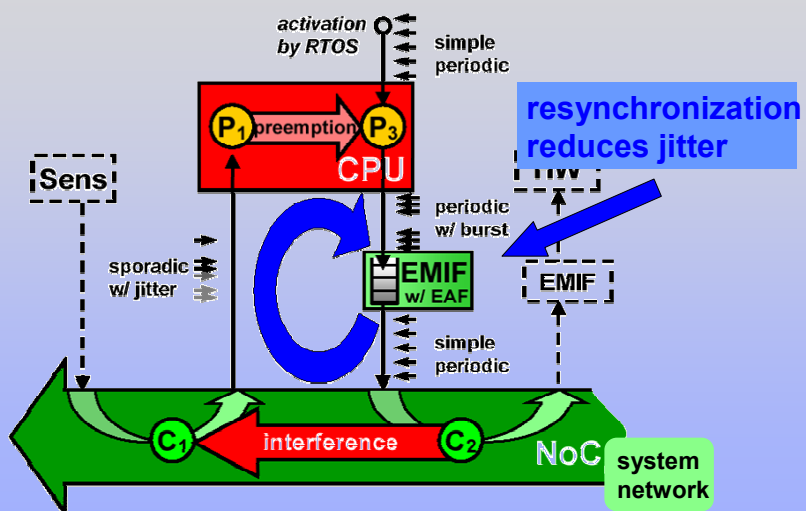 activation
by RTOS
simple
periodic
resynchronization
reduces jitter
P1
preemption
P3
CPU
Sens
HW
periodic
w/ burst
sporadic
w/ jitter
EMIF
w/ EAF
EMIF
simple
periodic
C1
interference
C2
NoC
system
network